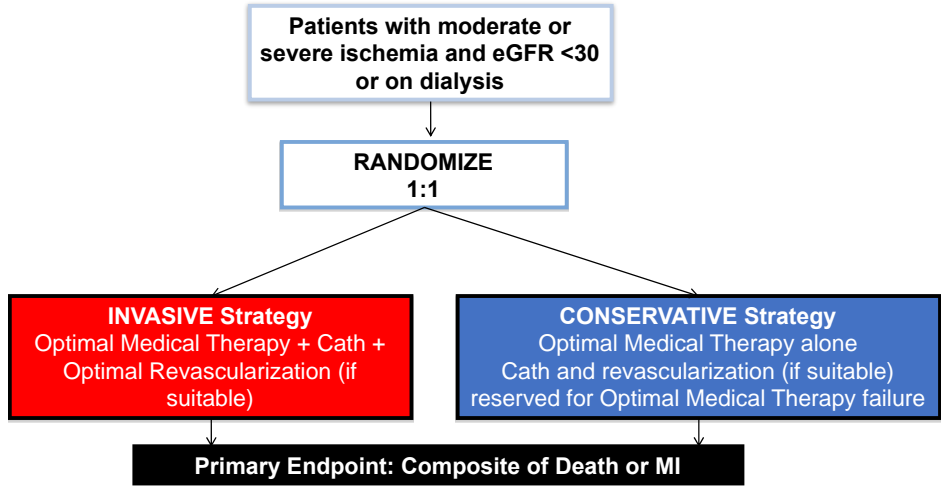 Patients with moderate or
severe ischemia and eGFR <30
or on dialysis
RANDOMIZE
1:1
INVASIVE Strategy
Optimal Medical Therapy + Cath +
Optimal Revascularization (if
suitable)
CONSERVATIVE Strategy
Optimal Medical Therapy alone
Cath and revascularization (if suitable)
reserved for Optimal Medical Therapy failure
Primary Endpoint: Composite of Death or MI